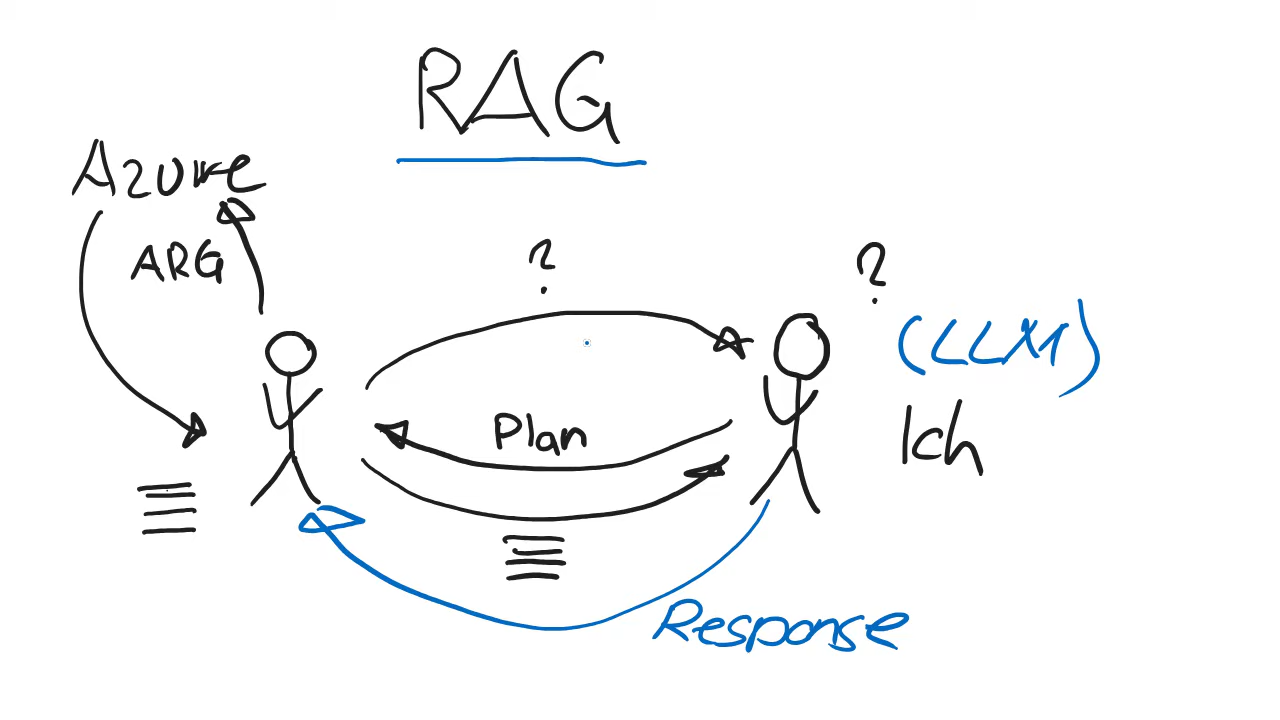 RAG
Azure
ARG
?
?
(LLM)
Plan
Ich
Response